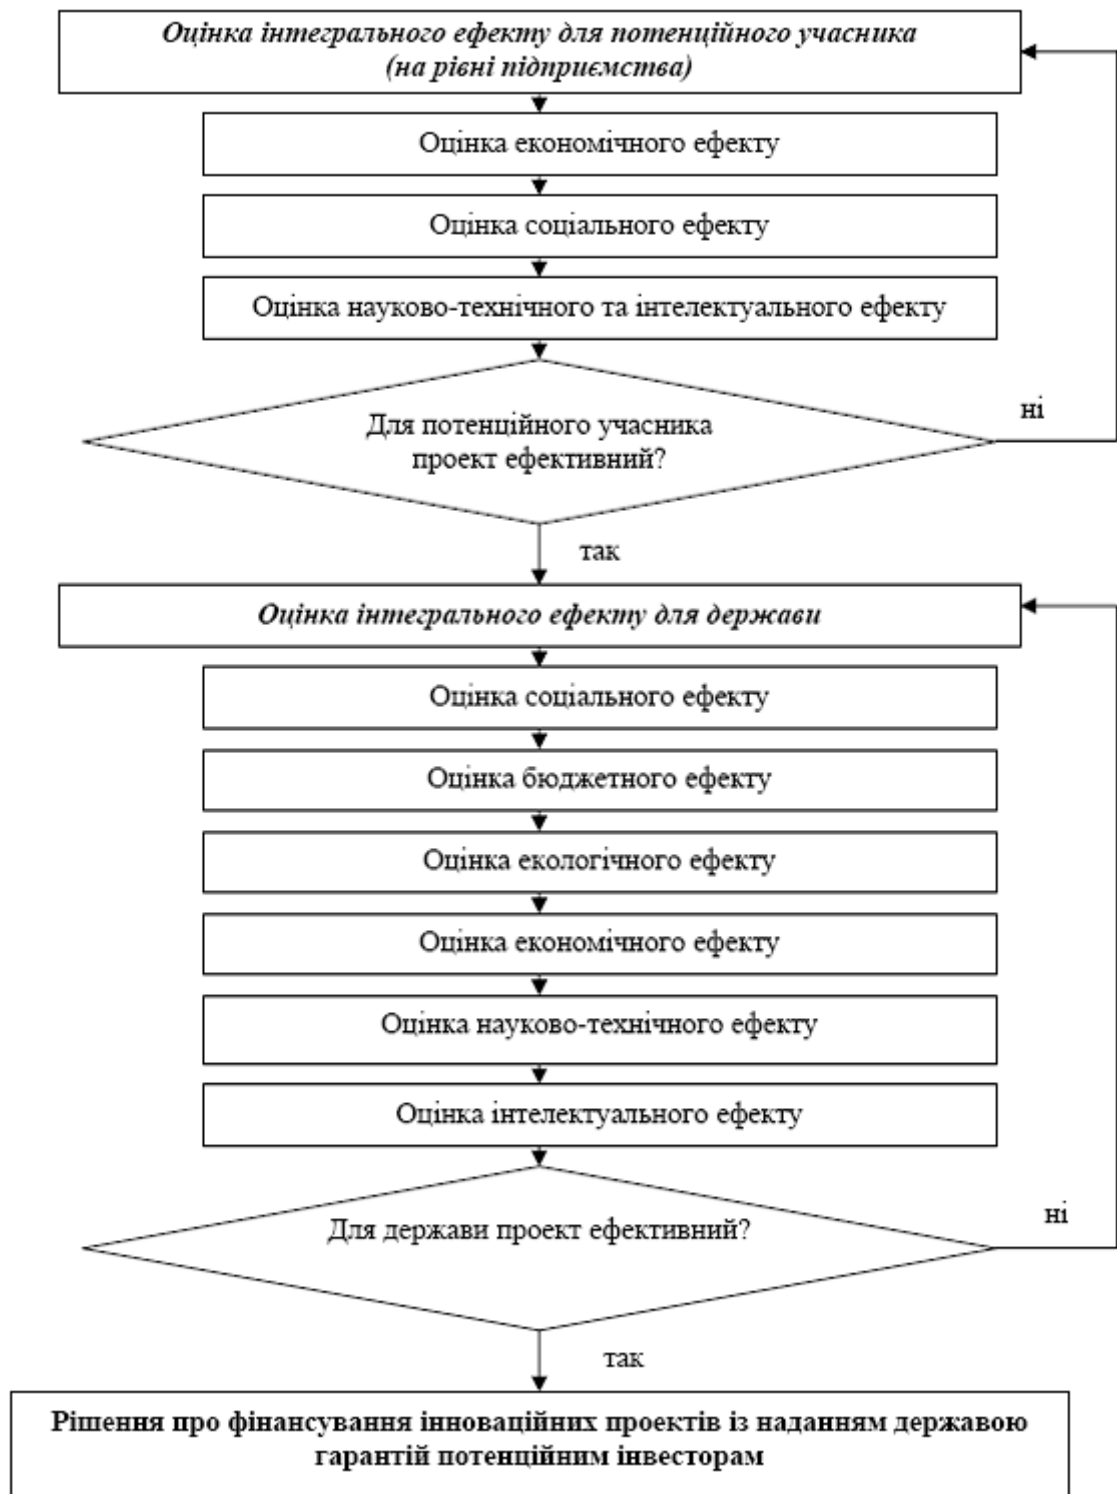 Оцінка інтегрального ефекту для потенційного учасника
(на рівні підприємства)
Оцінка економічного ефекту
Оцінка соціального ефекту
Оцінка науково-технічного та інтелектуального ефекту
Для потенційного учасника
проект ефективний?
ні
так
Оцінка інтегрального ефекту для держави
Оцінка соціального ефекту
Оцінка бюджетного ефекту
Оцінка екологічного ефекту
Оцінка економічного ефекту
Оцінка науково-технічного ефекту
Оцінка інтелектуального ефекту
Для держави проект ефективний?
ні
так
Рішення про фінансування інноваційних проектів із наданням державою
гарантій потенційним інвесторам